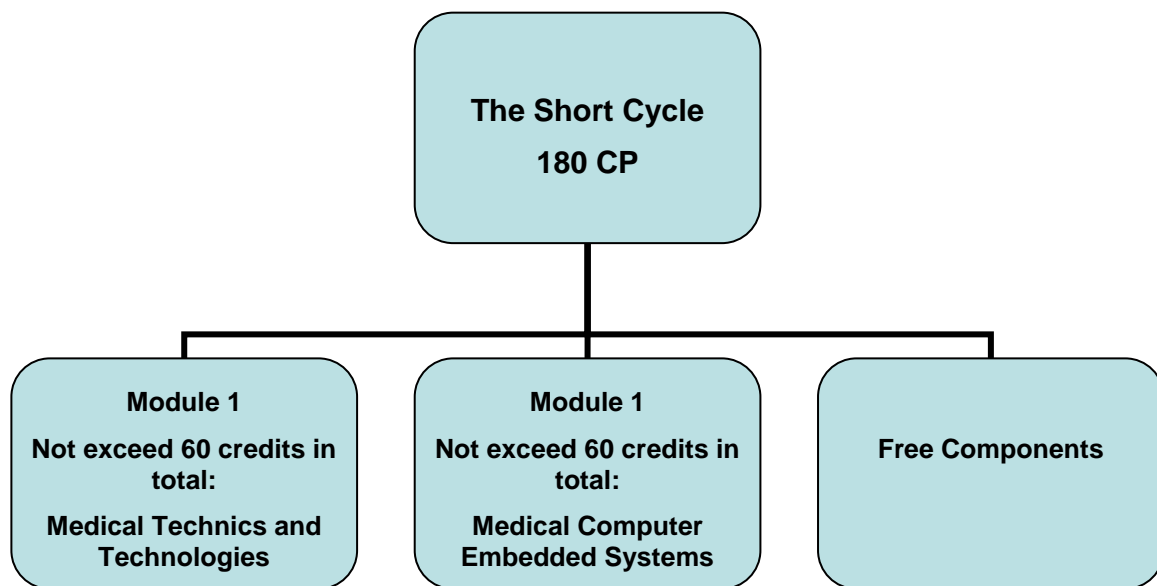 The Short Cycle
180 CP
Module 1
Not exceed 60 credits in
total:
Medical Technics and
Technologies
Module 1
Not exceed 60 credits in
total:
Medical Computer
Embedded Systems
Free Components